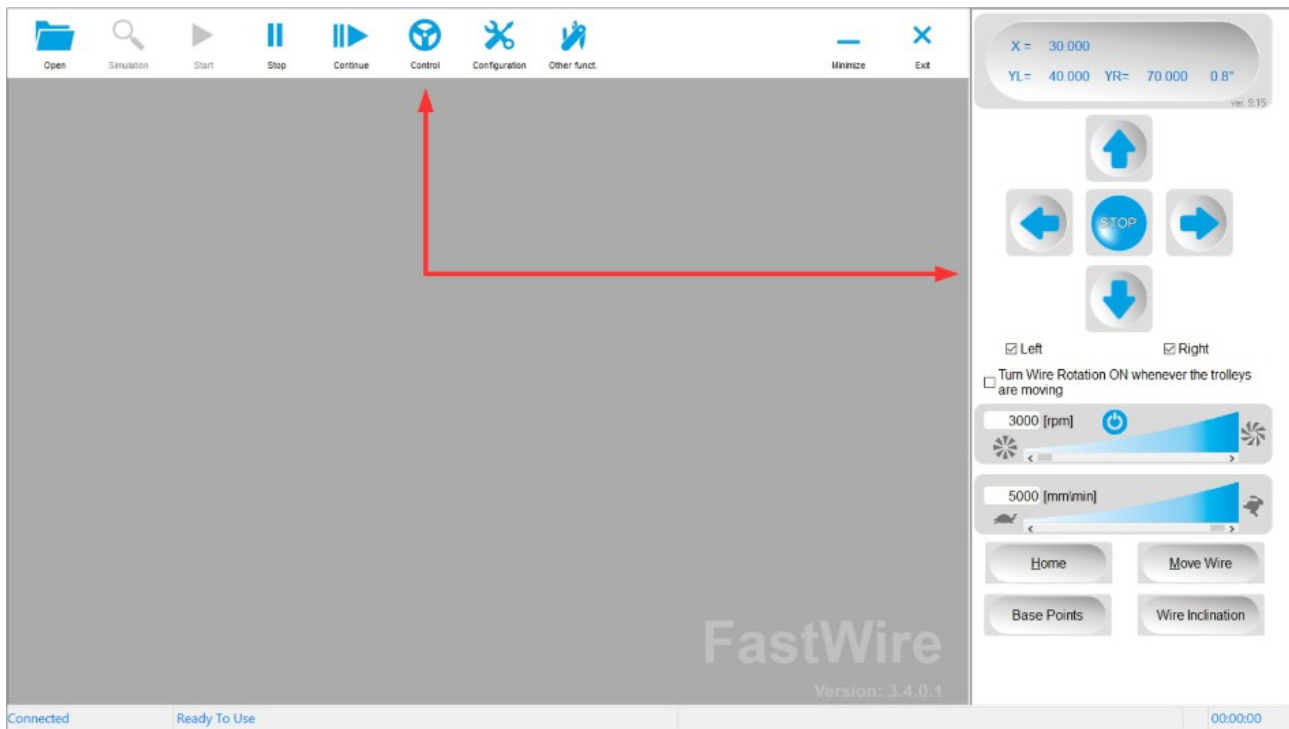 Open Simulation Start Stop Continue Control Configuration Other funct. Minimize Exit
X = 30.000
YL= 40.000 YR= 70.000 0.8°
ver. 9.15
STOP
Left Right
Turn Wire Rotation ON whenever the trolleys
are moving
3000 [rpm]
5000 [mm\min]
Home Move Wire
Base Points Wire Inclination
FastWire
Version: 3.4.0.1
Connected Ready To Use 00:00:00